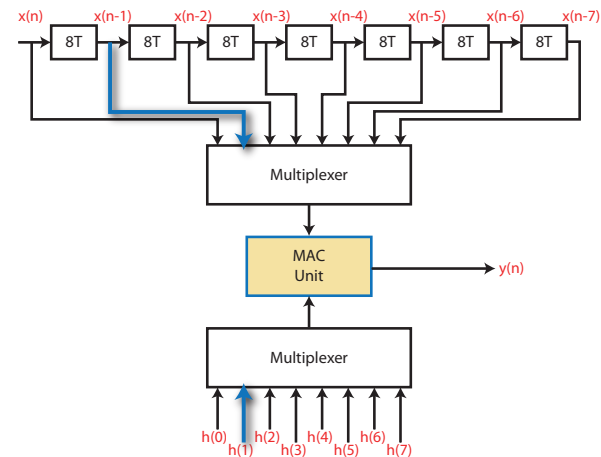 x(n) x(n-1) x(n-2) x(n-3) x(n-4) x(n-5) x(n-6) x(n-7)
8T 8T 8T 8T 8T 8T 8T
Multiplexer
MAC
Unit
y(n)
Multiplexer
h(0) h(1) h(2) h(3) h(4) h(5) h(6) h(7)